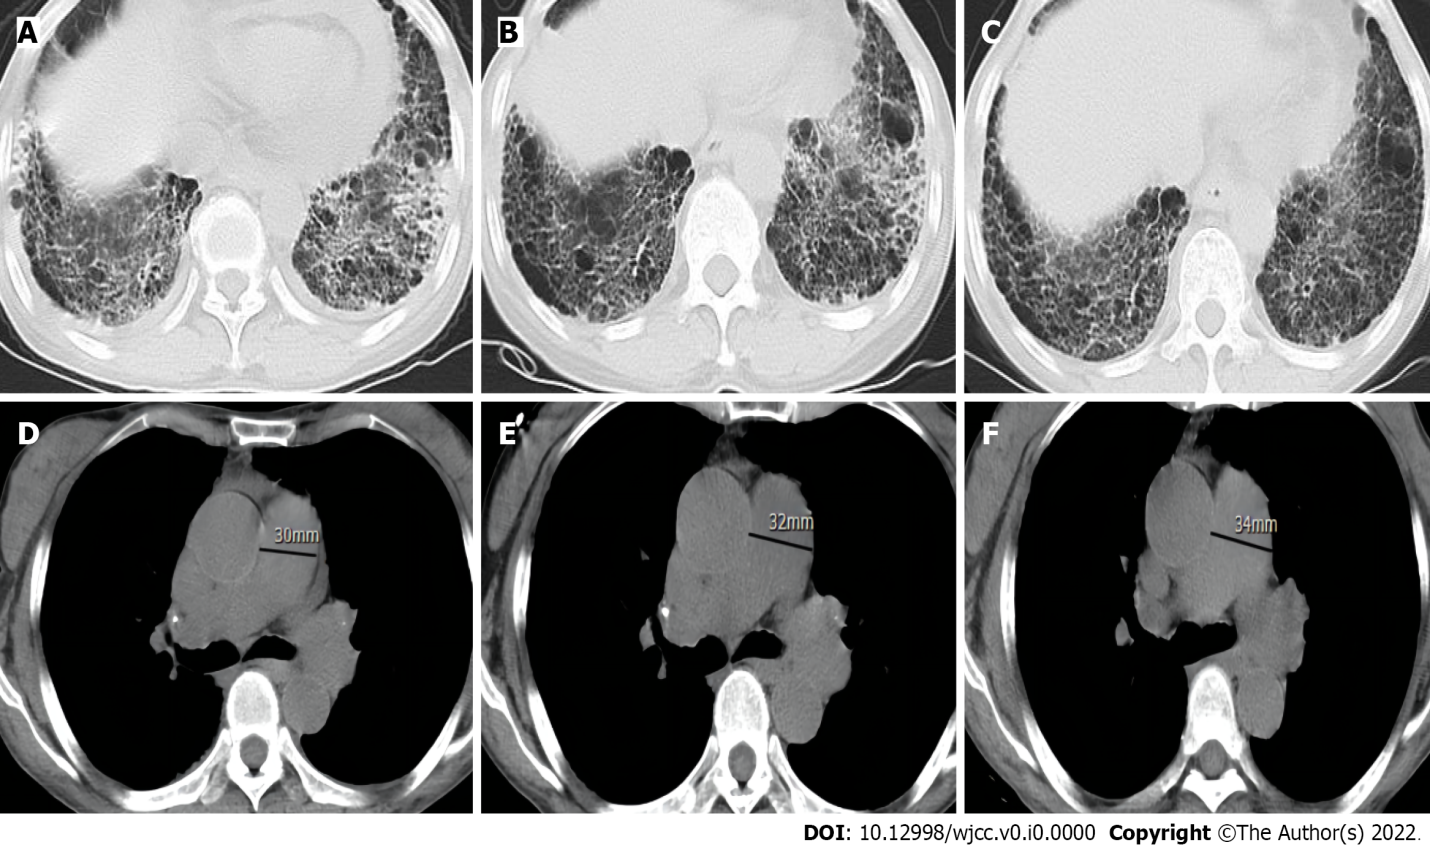 A
B
C
D
E
F
30mm
32mm
34mm
DOI: 10.12998/wjcc.v0.i0.0000 Copyright ©The Author(s) 2022.